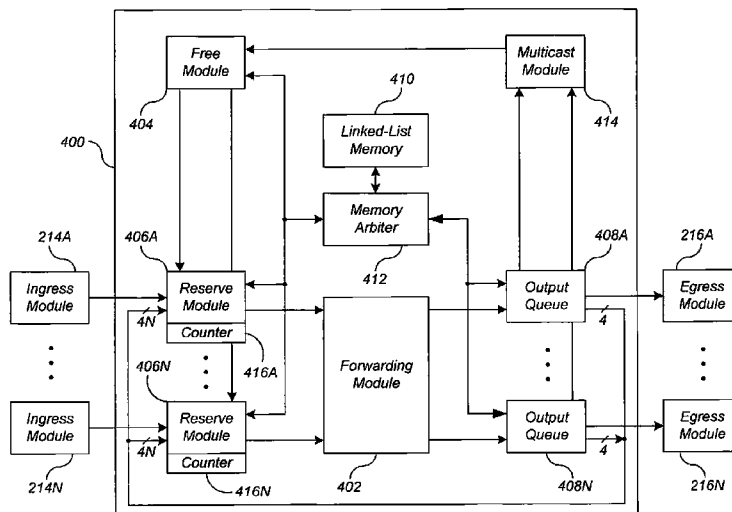 Free
Module
404
Multicast
Module
414
410
Linked-List
Memory
400
Memory
Arbiter
412
214A
Ingress
Module
406A
Reserve
Module
4N
Counter
416A
408A
Output
Queue
4
216A
Egress
Module
Forwarding
Module
402
406N
Ingress
Module
214N
Reserve
Module
4N
Counter
416N
Output
Queue
4
408N
Egress
Module
216N